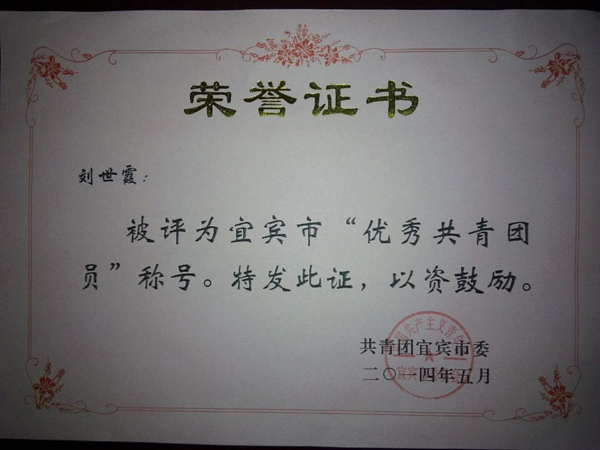 荣誉证书
刘世霞：
被评为宜宾市“优秀共青团
员”称号。特发此证，以资鼓励。
共青团宜宾市委
二〇一四年五月